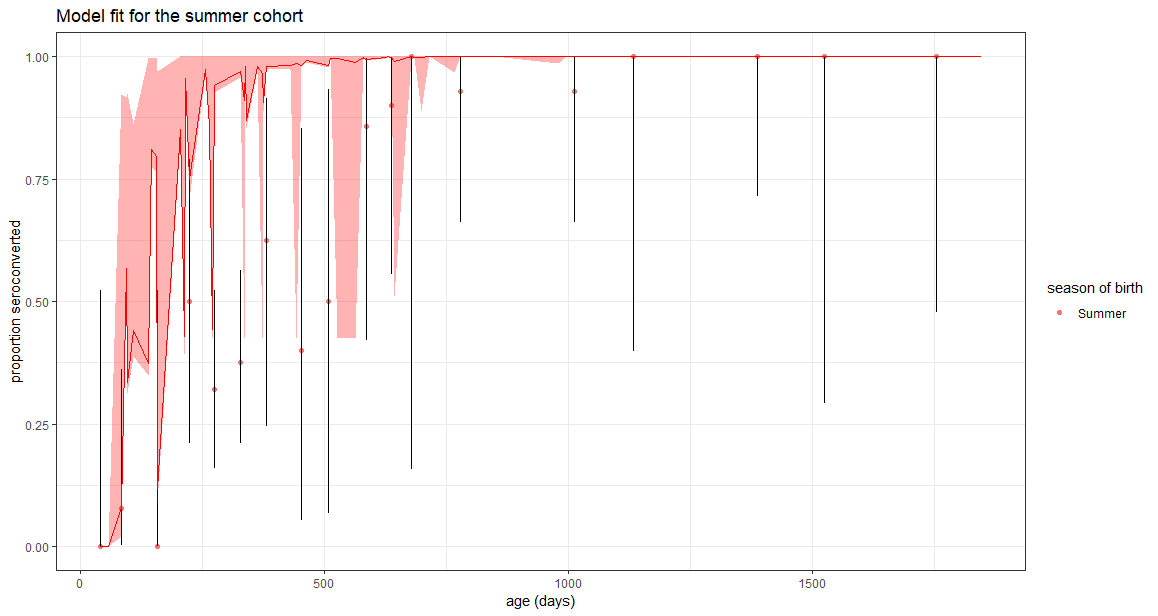 Model fit for the summer cohort
1.00
0.75
0.50
0.25
0.00
proportion seroconverted
0
500
1000
1500
age (days)
season of birth
Summer